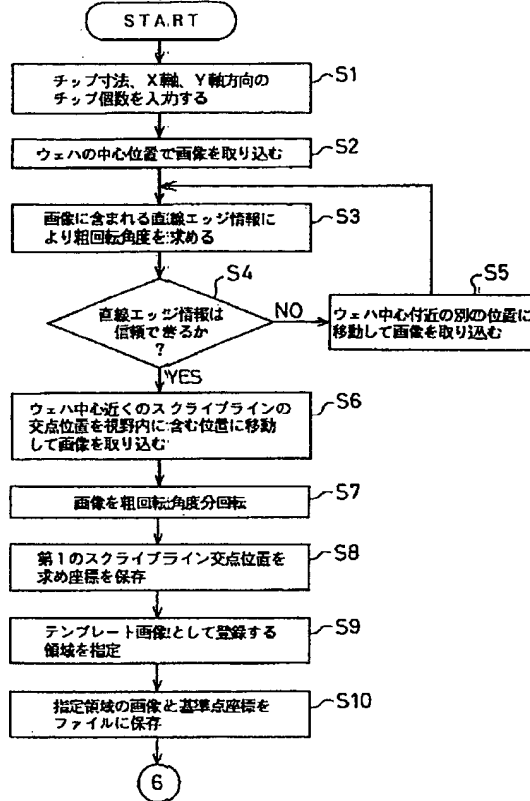 START
チップ寸法、X軸、Y軸方向の
チップ個数を入力する
S1
ウェハの中心位置で画像を取り込む
S2
画像に含まれる直線エッジ情報に
より粗回転角度を求める
S3
S4
直線エッジ情報は
信頼できるか
?
NO
S5
ウェハ中心付近の別の位置に
移動して画像を取り込む
YES
ウェハ中心近くのスクライブラインの
交点位置を視野内に含む位置に移動
して画像を取り込む
S6
画像を粗回転角度分回転
S7
第1のスクライブライン交点位置を
求め座標を保存
S8
テンプレート画像として登録する
領域を指定
S9
指定領域の画像と基準点座標を
ファイルに保存
S10
6